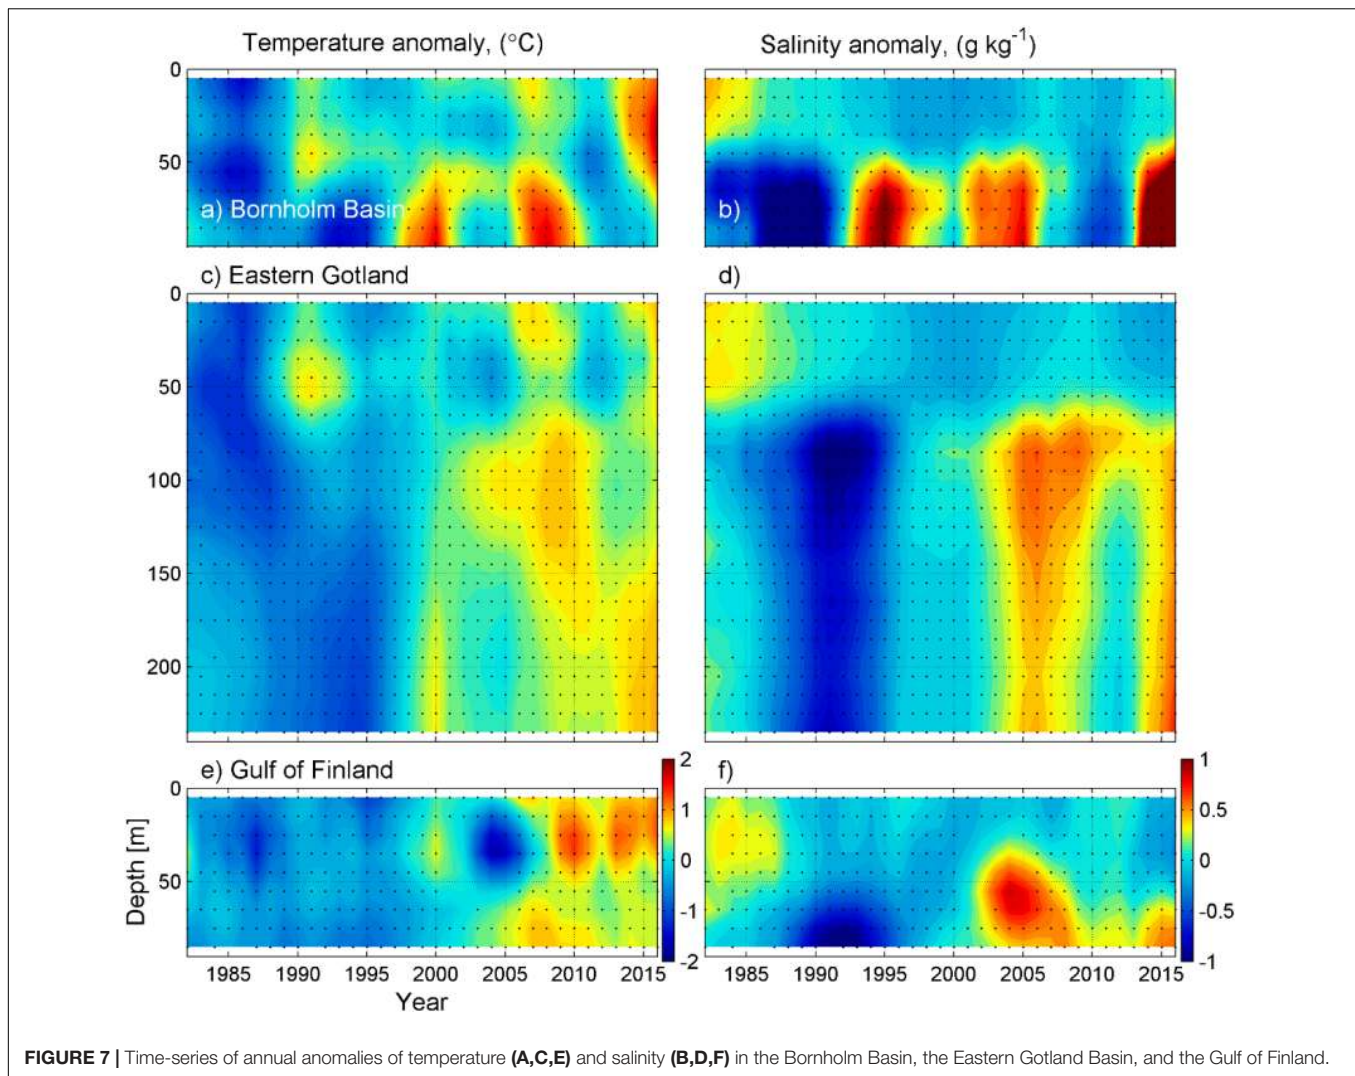 Temperature anomaly, (°C)
Salinity anomaly, (g kg⁻¹)
0
50
a) Bornholm Basin
b)
c) Eastern Gotland
d)
0
50
100
150
200
e) Gulf of Finland
f)
0
50
Depth [m]
2
1
0
-1
-2
1
0.5
0
-0.5
-1
1985 1990 1995 2000 2005 2010 2015
1985 1990 1995 2000 2005 2010 2015
Year
FIGURE 7 | Time-series of annual anomalies of temperature (A,C,E) and salinity (B,D,F) in the Bornholm Basin, the Eastern Gotland Basin, and the Gulf of Finland.